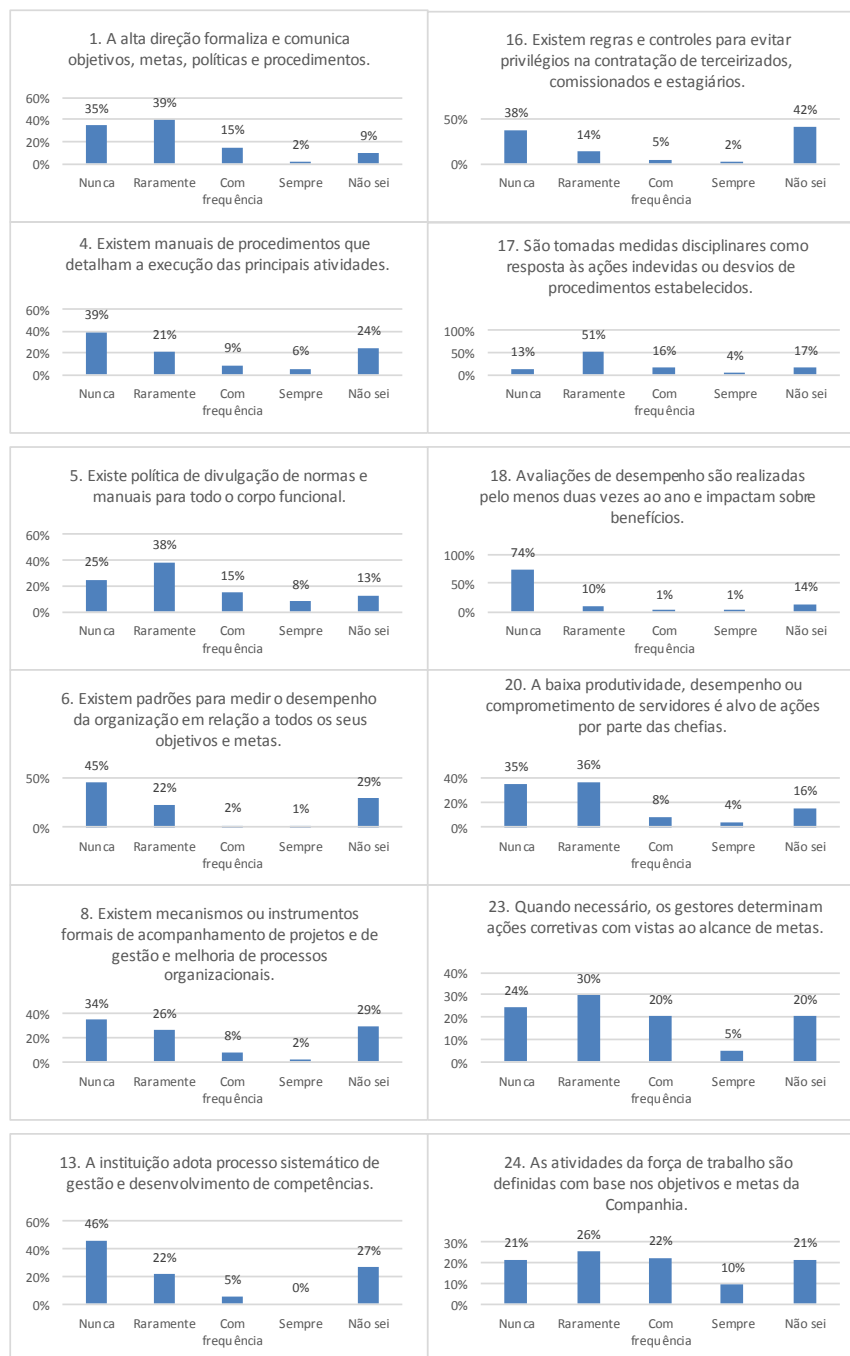 1. A alta direção formaliza e comunica
objetivos, metas, políticas e procedimentos.
60%
40%
20%
0%
35%
39%
15%
2%
9%
Nunca Raramente Com Sempre Não sei
frequência
16. Existem regras e controles para evitar
privilégios na contratação de terceirizados,
comissionados e estagiários.
50%
0%
38%
14%
5%
2%
42%
Nunca Raramente Com Sempre Não sei
frequência
4. Existem manuais de procedimentos que
detalham a execução das principais atividades.
60%
40%
20%
0%
39%
21%
9%
6%
24%
Nunca Raramente Com Sempre Não sei
frequência
17. São tomadas medidas disciplinares como
resposta às ações indevidas ou desvios de
procedimentos estabelecidos.
100%
50%
0%
13%
51%
16%
4%
17%
Nunca Raramente Com Sempre Não sei
frequência
5. Existe política de divulgação de normas e
manuais para todo o corpo funcional.
60%
40%
20%
0%
25%
38%
15%
8%
13%
Nunca Raramente Com Sempre Não sei
frequência
18. Avaliações de desempenho são realizadas
pelo menos duas vezes ao ano e impactam sobre
benefícios.
100%
50%
0%
74%
10%
1%
1%
14%
Nunca Raramente Com Sempre Não sei
frequência
6. Existem padrões para medir o desempenho
da organização em relação a todos os seus
objetivos e metas.
50%
0%
45%
22%
2%
1%
29%
Nunca Raramente Com Sempre Não sei
frequência
20. A baixa produtividade, desempenho ou
comprometimento de servidores é alvo de ações
por parte das chefias.
40%
20%
0%
35%
36%
8%
4%
16%
Nunca Raramente Com Sempre Não sei
frequência
8. Existem mecanismos ou instrumentos
formais de acompanhamento de projetos e de
gestão e melhoria de processos
organizacionais.
40%
20%
0%
34%
26%
8%
2%
29%
Nunca Raramente Com Sempre Não sei
frequência
23. Quando necessário, os gestores determinam
ações corretivas com vistas ao alcance de metas.
40%
30%
20%
10%
0%
24%
30%
20%
5%
20%
Nunca Raramente Com Sempre Não sei
frequência
13. A instituição adota processo sistemático de
gestão e desenvolvimento de competências.
60%
40%
20%
0%
46%
22%
5%
0%
27%
Nunca Raramente Com Sempre Não sei
frequência
24. As atividades da força de trabalho são
definidas com base nos objetivos e metas da
Companhia.
30%
20%
10%
0%
21%
26%
22%
10%
21%
Nunca Raramente Com Sempre Não sei
frequência